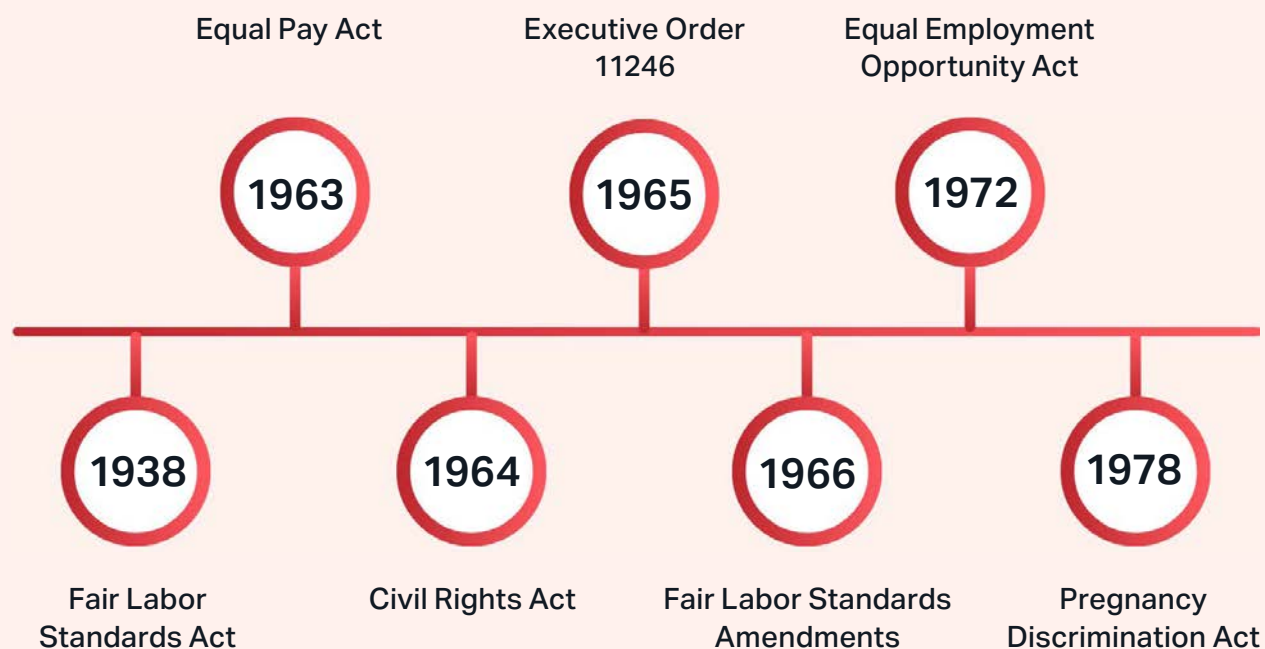 Equal Pay Act
Executive Order
11246
Equal Employment
Opportunity Act
1963
1965
1972
1938
1964
1966
1978
Fair Labor
Standards Act
Civil Rights Act
Fair Labor Standards
Amendments
Pregnancy
Discrimination Act